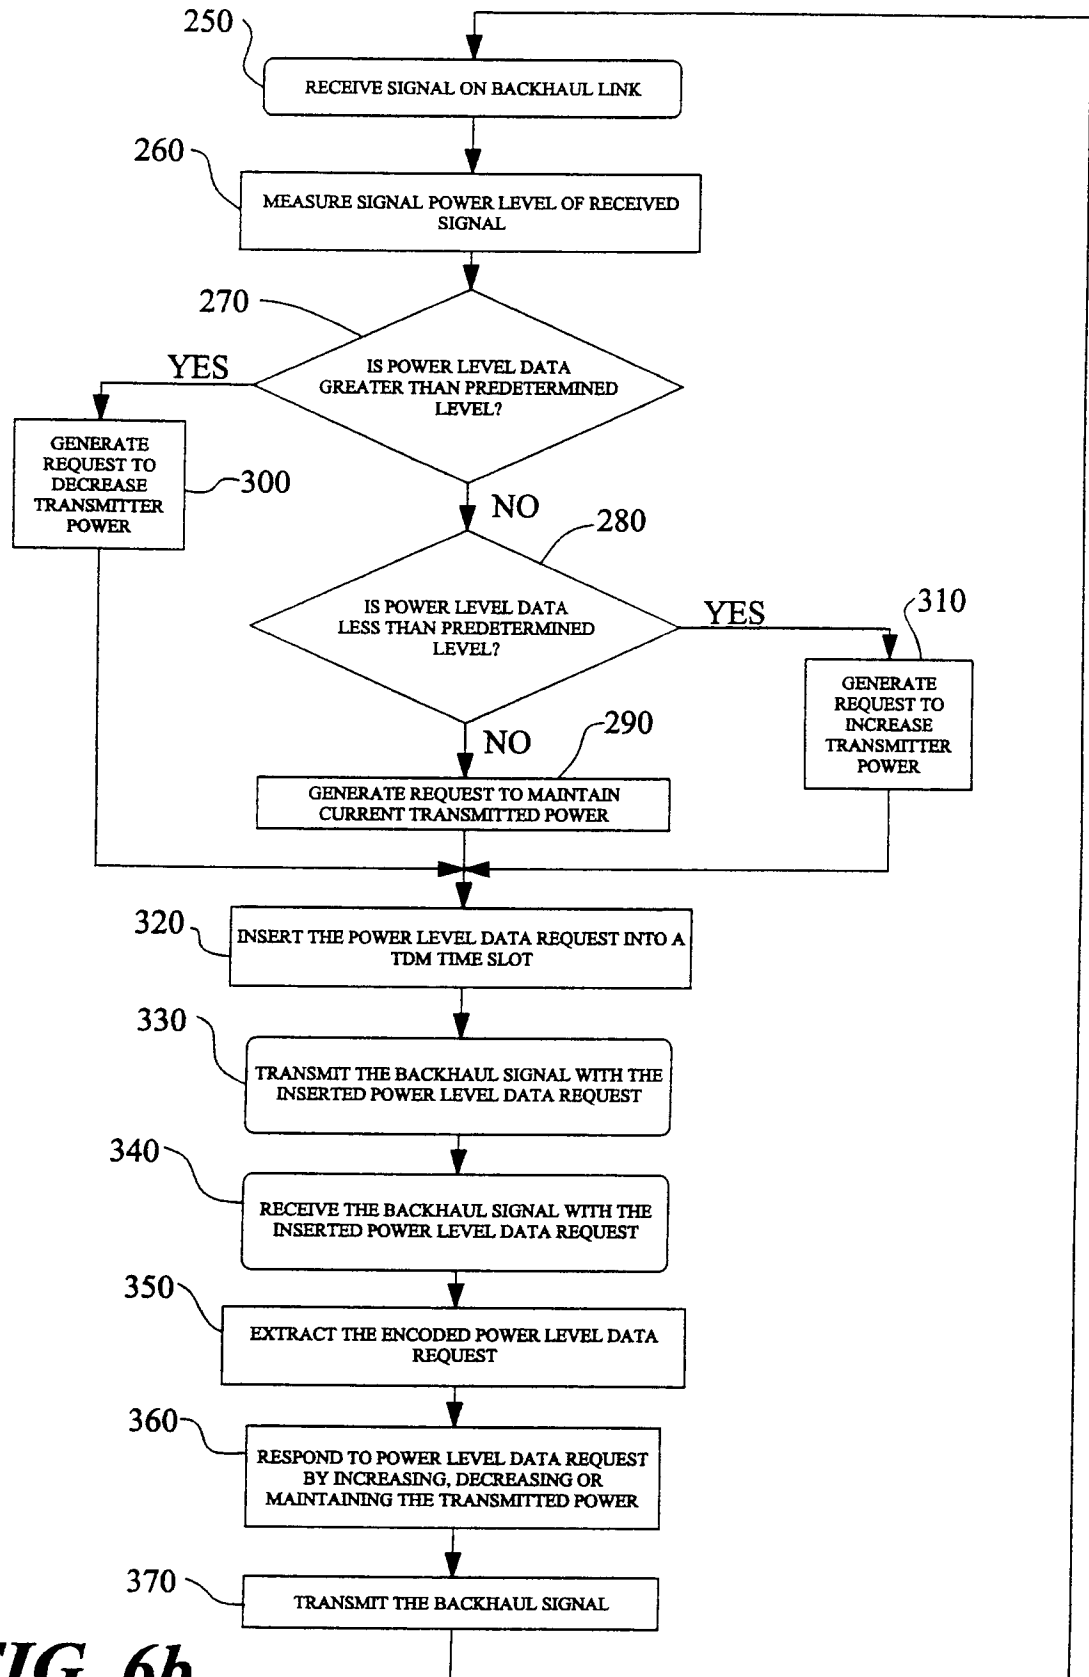 250
RECEIVE SIGNAL ON BACKHAUL LINK
260
MEASURE SIGNAL POWER LEVEL OF RECEIVED
SIGNAL
270
IS POWER LEVEL DATA
GREATER THAN PREDETERMINED
LEVEL?
YES
GENERATE
REQUEST TO
DECREASE
TRANSMITTER
POWER
300
NO
280
IS POWER LEVEL DATA
LESS THAN PREDETERMINED
LEVEL?
YES
310
GENERATE
REQUEST TO
INCREASE
TRANSMITTER
POWER
NO
290
GENERATE REQUEST TO MAINTAIN
CURRENT TRANSMITTED POWER
320
INSERT THE POWER LEVEL DATA REQUEST INTO A
TDM TIME SLOT
330
TRANSMIT THE BACKHAUL SIGNAL WITH THE
INSERTED POWER LEVEL DATA REQUEST
340
RECEIVE THE BACKHAUL SIGNAL WITH THE
INSERTED POWER LEVEL DATA REQUEST
350
EXTRACT THE ENCODED POWER LEVEL DATA
REQUEST
360
RESPOND TO POWER LEVEL DATA REQUEST
BY INCREASING, DECREASING OR
MAINTAINING THE TRANSMITTED POWER
370
TRANSMIT THE BACKHAUL SIGNAL
FIG. 6b